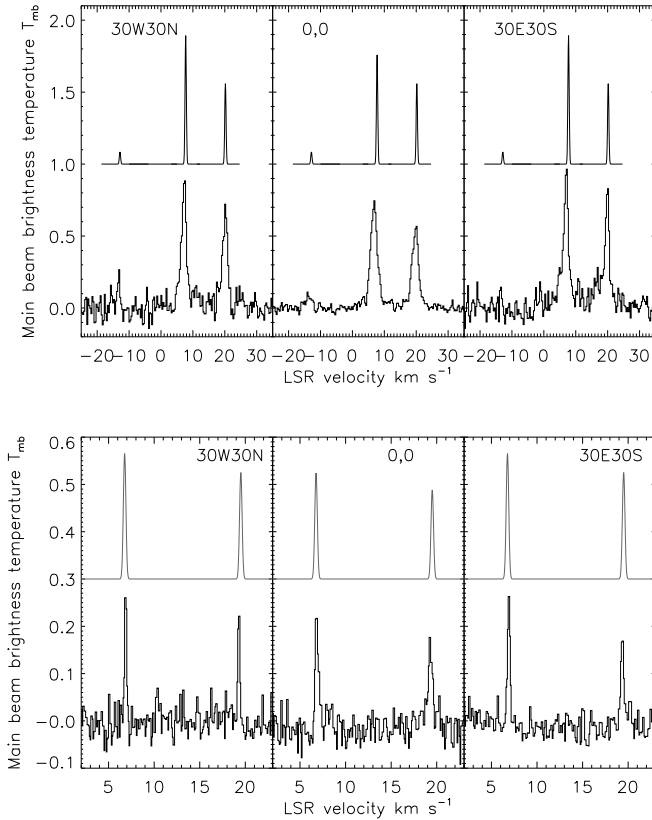 30W30N 0,0 30E30S
2.0
1.5
1.0
0.5
0.0
Main beam brightness temperature Tmb
−20 −10 0 10 20 30 −20 −10 0 10 20 30 −20 −10 0 10 20 30
LSR velocity km s−1
30W30N 0,0 30E30S
0.6
0.5
0.4
0.3
0.2
0.1
−0.0
−0.1
Main beam brightness temperature Tmb
5 10 15 20 5 10 15 20 5 10 15 20
LSR velocity km s−1